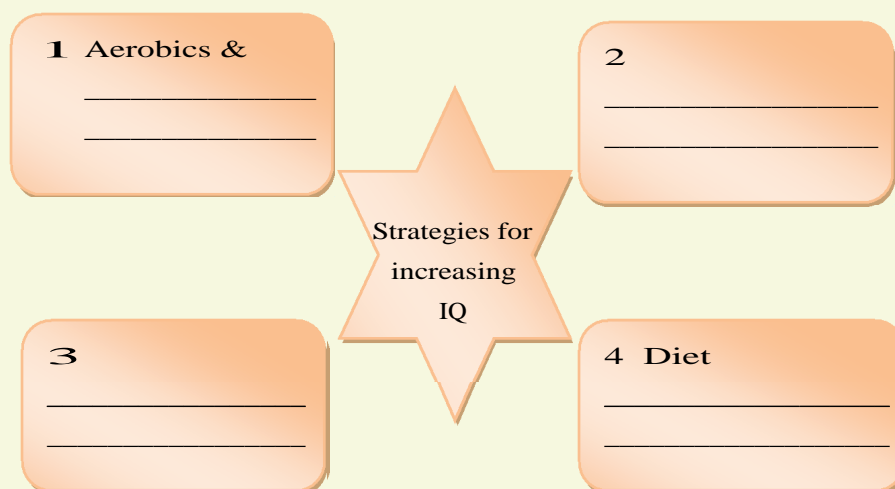 1 Aerobics &
2
Strategies for
increasing
IQ
3
4 Diet